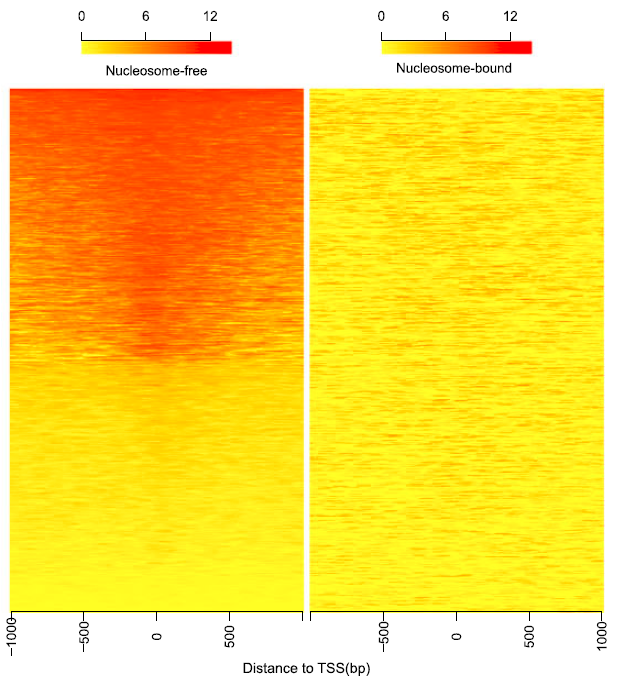 0 6 12
Nucleosome-free
0 6 12
Nucleosome-bound
−1000 −500 0 500
−500 0 500 1000
Distance to TSS(bp)